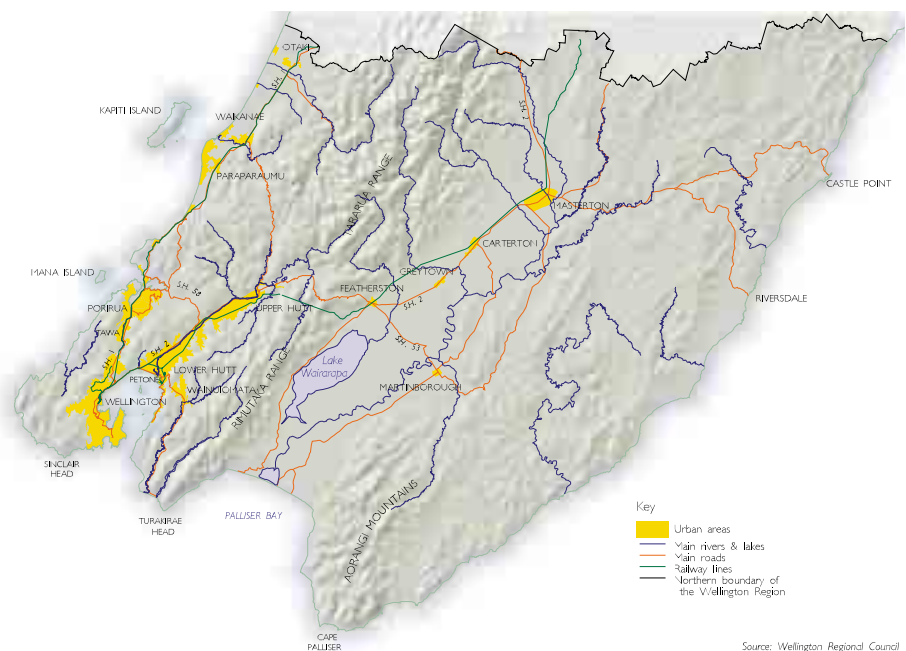 OTAKI
S.H. 1
KAPITI ISLAND
WAIKANAE
PARAPARAUMU
S.H. 2
TARARUA RANGE
MASTERTON
CASTLE POINT
CARTERTON
GREYTOWN
MANA ISLAND
S.H. 58
FEATHERSTON
S.H. 2
RIVERSDALE
PORIRUA
UPPER HUTT
TAWA
S.H. 1
S.H. 2
S.H. 53
LOWER HUTT
PETONE
WAINUIOMATA
RIMUTAKA RANGE
Lake
Wairarapa
MARTINBOROUGH
WELLINGTON
SINCLAIR
HEAD
TURAKIRAE
HEAD
PALLISER BAY
AORANGI MOUNTAINS
CAPE
PALLISER
Key
Urban areas
Main rivers & lakes
Main roads
Railway lines
Northern boundary of
the Wellington Region
Source: Wellington Regional Council